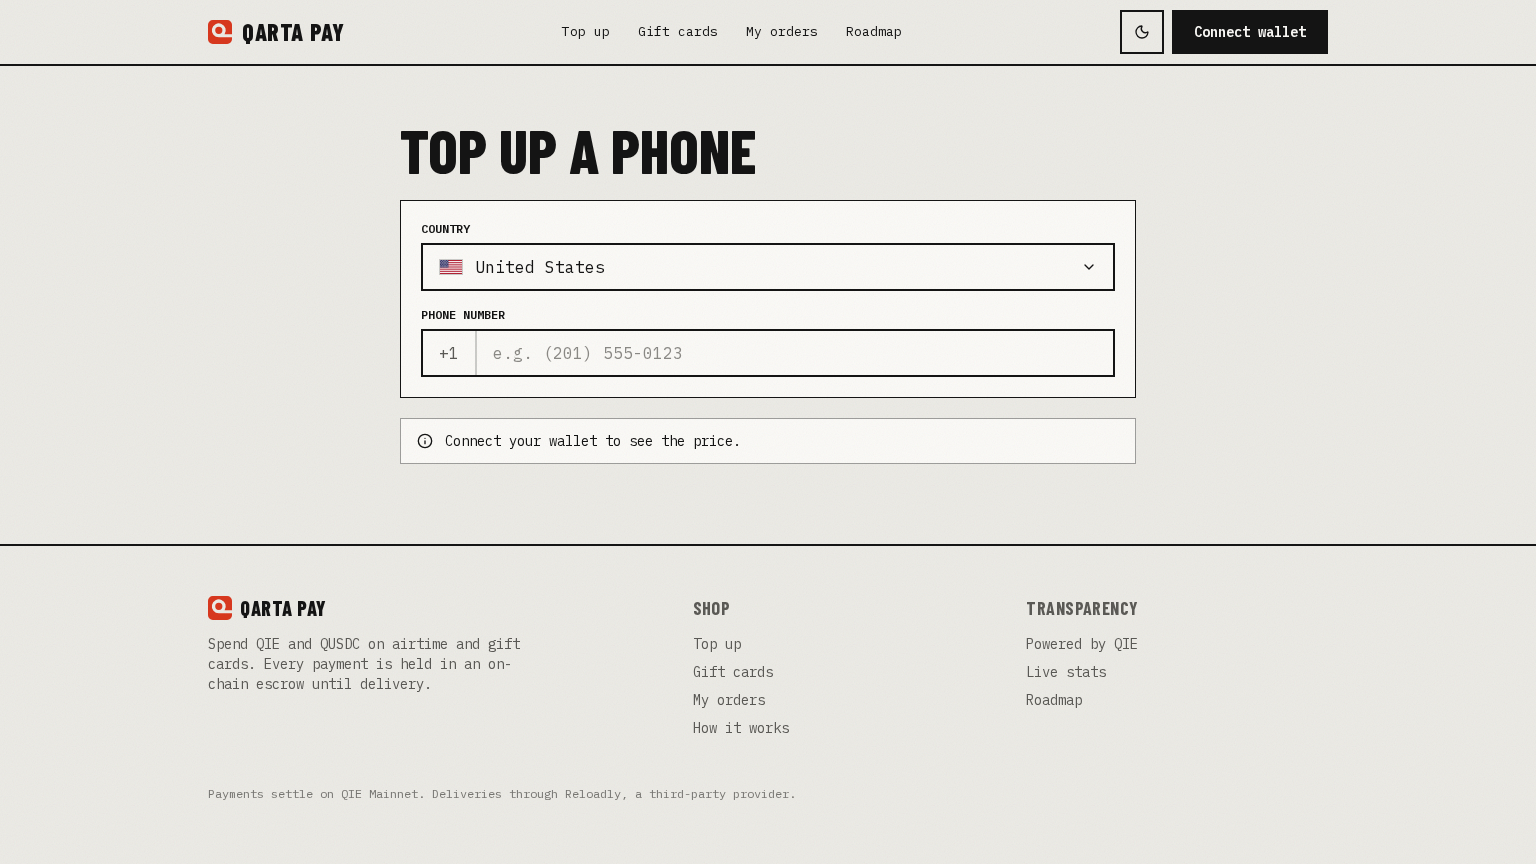 QARTA PAY
Top up
Gift cards
My orders
Roadmap
Connect wallet
TOP UP A PHONE
COUNTRY
United States
PHONE NUMBER
+1
e.g. (201) 555-0123
Connect your wallet to see the price.
QARTA PAY
Spend QIE and QUSDC on airtime and gift
cards. Every payment is held in an on-
chain escrow until delivery.
SHOP
Top up
Gift cards
My orders
How it works
TRANSPARENCY
Powered by QIE
Live stats
Roadmap
Payments settle on QIE Mainnet. Deliveries through Reloadly, a third-party provider.